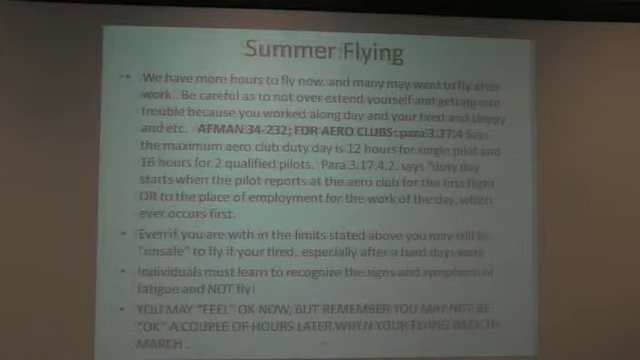 Summer Flying
• We have more hours to fly now, and many may want to fly after
work. Be careful as to not over extend yourself and getting into
trouble because you worked along day and your tired and sleepy
and etc. AFMAN 34-232; FOR AERO CLUBS: para 3.17.4 Says
the maximum aero club duty day is 12 hours for single pilot and
16 hours for 2 qualified pilots. Para 3.17.4.2. says "duty day
starts when the pilot reports at the aero club for the first flight
OR to the place of employment for the work of the day, which
ever occurs first.
• Even if you are with in the limits stated above you may still be
"unsafe" to fly if your tired, especially after a hard days work
• Individuals must learn to recognize the signs and symptoms of
fatigue and NOT fly!
• YOU MAY "FEEL" OK NOW, BUT REMEMBER YOU MAY NOT BE
"OK" A COUPLE OF HOURS LATER WHEN YOUR FLYING BACK TO
MARCH